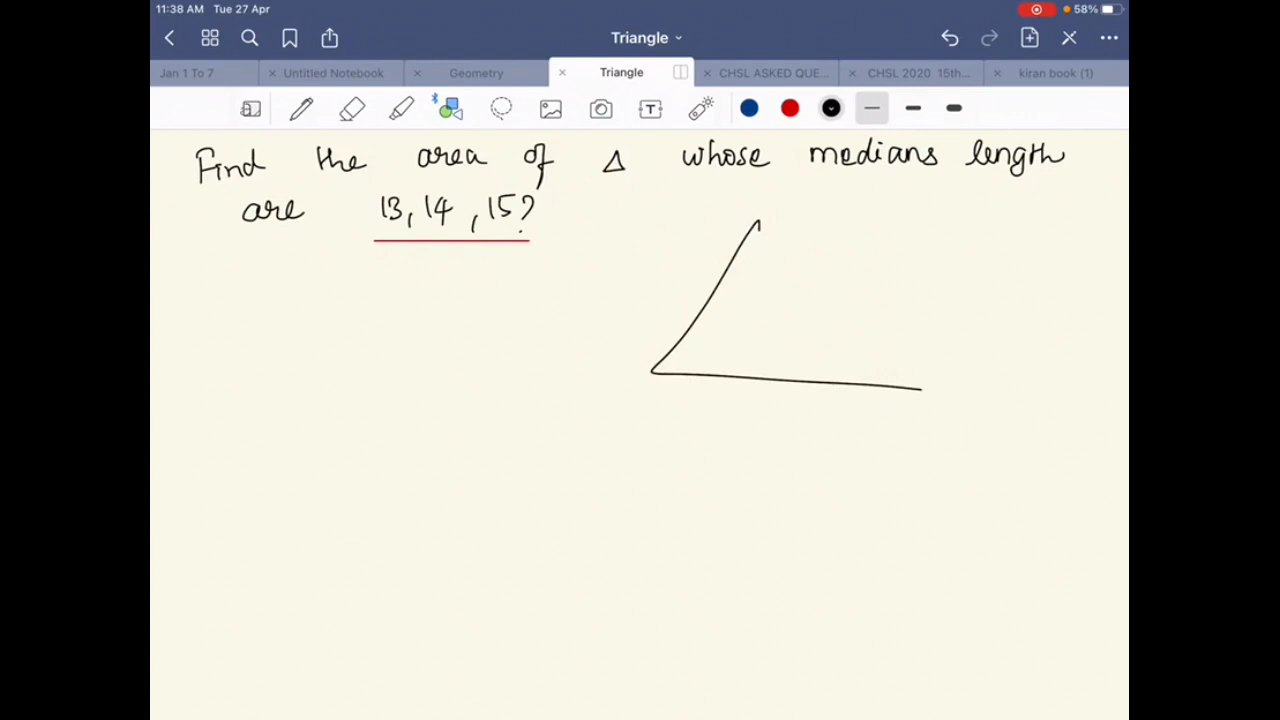 11:38 AM Tue 27 Apr 58%
Triangle
Jan 1 To 7 Untitled Notebook Geometry Triangle CHSL ASKED QUE... CHSL 2020 15th... kiran book (1)
T
Find the area of Δ whose medians length
are 13, 14, 15?